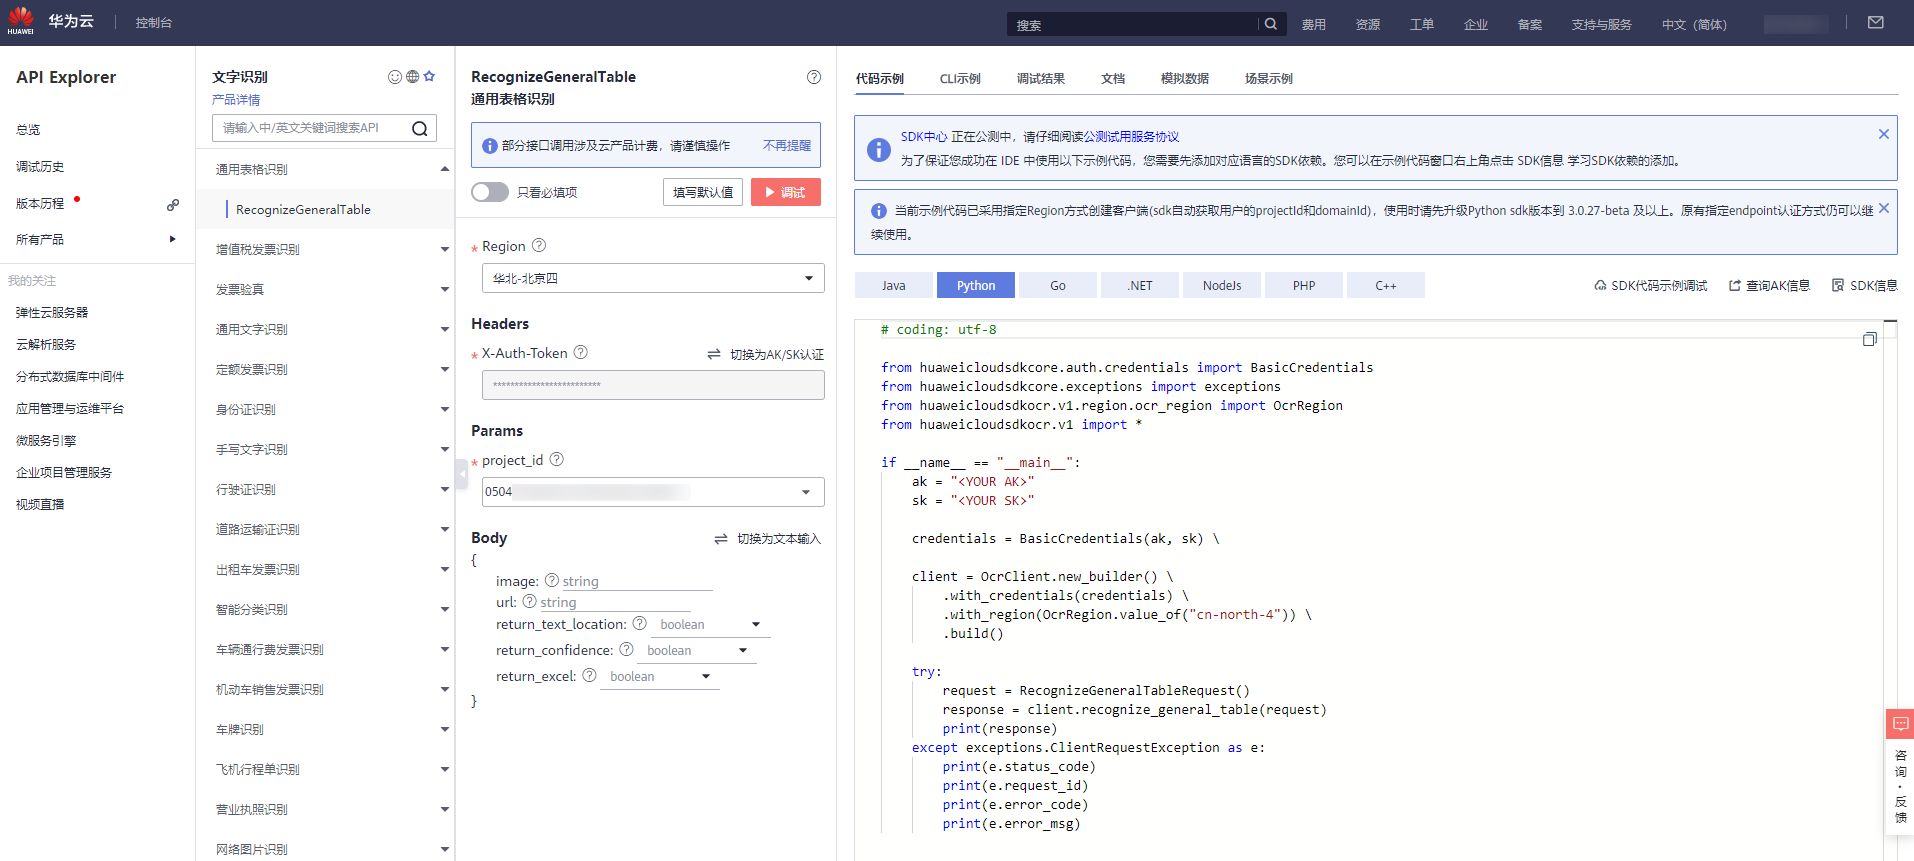 HUAWEI
华为云
控制台
搜索
费用
资源
工单
企业
备案
支持与服务
中文（简体）
API Explorer
总览
调试历史
版本历程
所有产品
我的关注
弹性云服务器
云解析服务
分布式数据库中间件
应用管理与运维平台
微服务引擎
企业项目管理服务
视频直播
文字识别
产品详情
请输入中/英文关键词搜索API
通用表格识别
RecognizeGeneralTable
增值税发票识别
发票验真
通用文字识别
定额发票识别
身份证识别
手写文字识别
行驶证识别
道路运输证识别
出租车发票识别
智能分类识别
车辆通行费发票识别
机动车销售发票识别
车牌识别
飞机行程单识别
营业执照识别
网络图片识别
RecognizeGeneralTable
通用表格识别
部分接口调用涉及云产品计费，请谨慎操作 不再提醒
只看必填项
填写默认值
调试
* Region
华北-北京四
Headers
* X-Auth-Token
切换为AK/SK认证
*************************
Params
* project_id
0504
Body
切换为文本输入
{
image: string
url: string
return_text_location: boolean
return_confidence: boolean
return_excel: boolean
}
代码示例
CLI示例
调试结果
文档
模拟数据
场景示例
SDK中心 正在公测中，请仔细阅读公测试用服务协议
为了保证您成功在 IDE 中使用以下示例代码，您需要先添加对应语言的SDK依赖。您可以在示例代码窗口右上角点击 SDK信息 学习SDK依赖的添加。
当前示例代码已采用指定Region方式创建客户端(sdk自动获取用户的projectId和domainId)，使用时请先升级Python sdk版本到 3.0.27-beta 及以上。原有指定endpoint认证方式仍可以继
续使用。
Java
Python
Go
.NET
NodeJs
PHP
C++
SDK代码示例调试
查询AK信息
SDK信息
# coding: utf-8
from huaweicloudsdkcore.auth.credentials import BasicCredentials
from huaweicloudsdkcore.exceptions import exceptions
from huaweicloudsdkocr.v1.region.ocr_region import OcrRegion
from huaweicloudsdkocr.v1 import *
if __name__ == "__main__":
ak = "<YOUR AK>"
sk = "<YOUR SK>"
credentials = BasicCredentials(ak, sk) \
client = OcrClient.new_builder() \
.with_credentials(credentials) \
.with_region(OcrRegion.value_of("cn-north-4")) \
.build()
try:
request = RecognizeGeneralTableRequest()
response = client.recognize_general_table(request)
print(response)
except exceptions.ClientRequestException as e:
print(e.status_code)
print(e.request_id)
print(e.error_code)
print(e.error_msg)
咨询·反馈